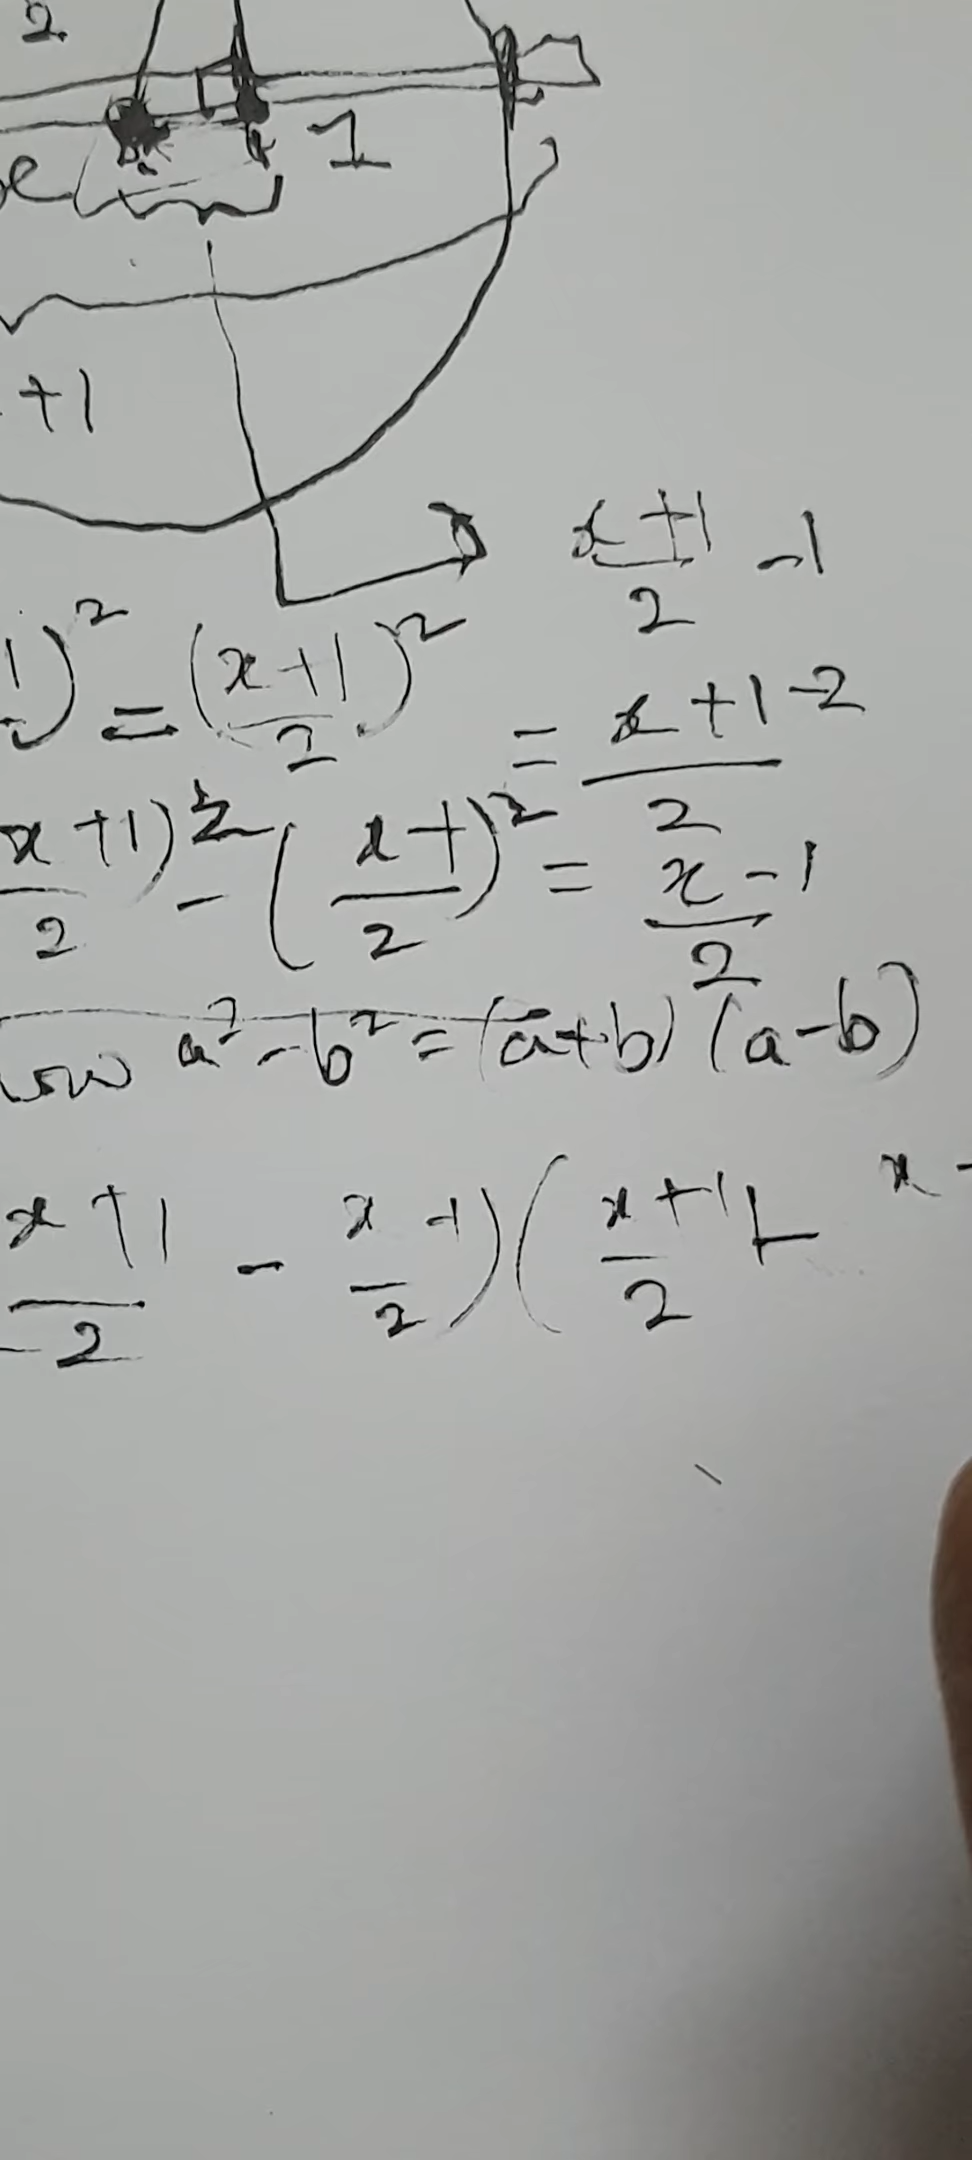 2
1
+1
x+1/2 -1
1)² = (x+1/2)²
= x+1-2/2
x+1)²/2 - (x-1/2)² = x-1/2
a² - b² = (a+b)(a-b)
x+1/2 - x-1/2)(x+1/2 + x-